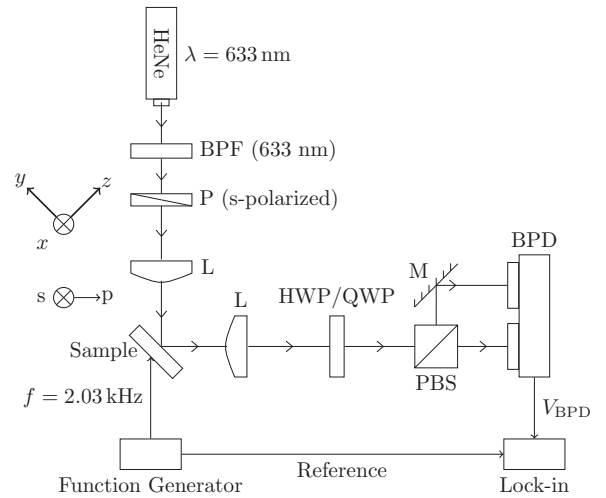 HeNe
λ = 633 nm
BPF (633 nm)
y
z
P (s-polarized)
x
BPD
L
M
s
p
L
HWP/QWP
Sample
PBS
f = 2.03 kHz
V_BPD
Reference
Function Generator
Lock-in